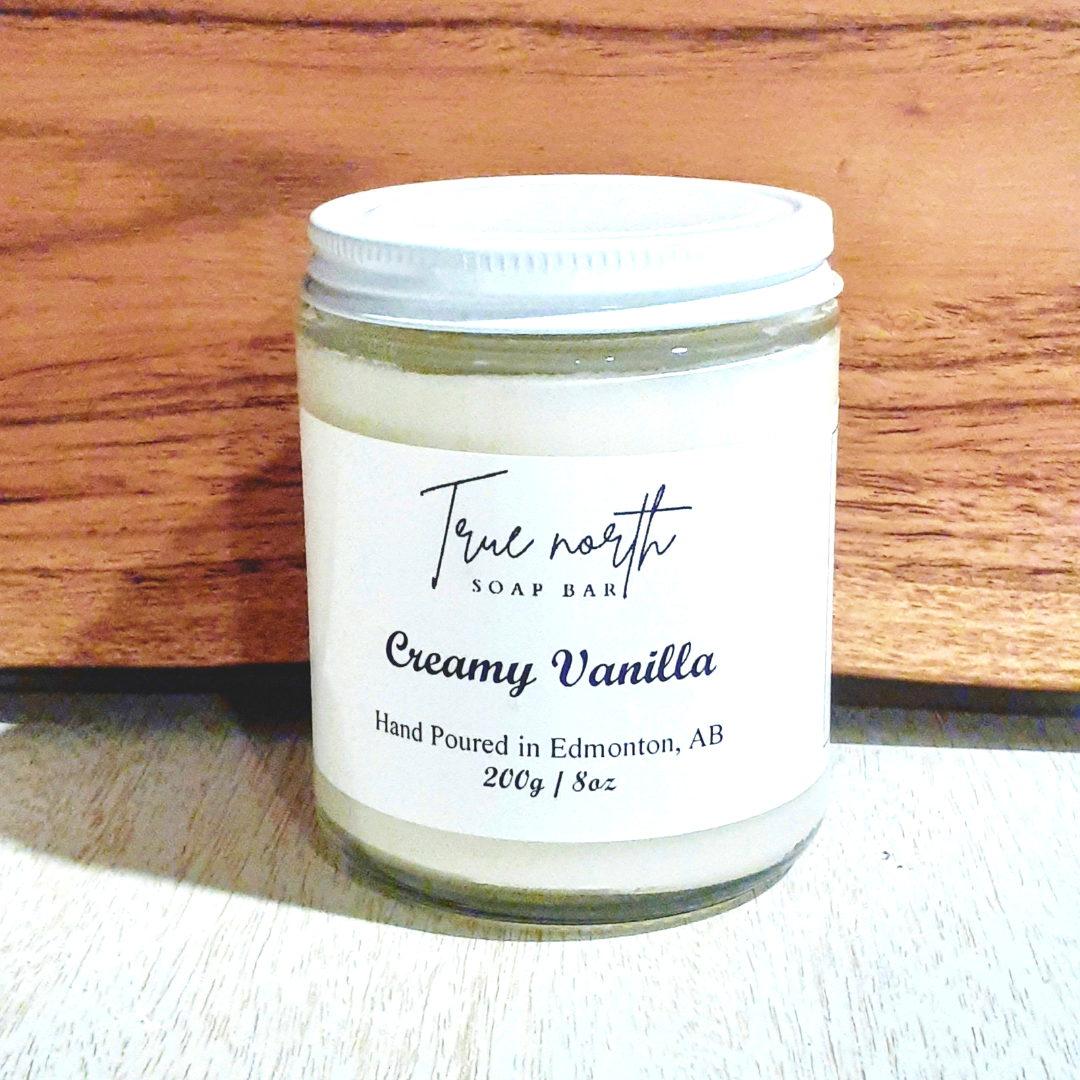 True north
SOAP BAR
Creamy Vanilla
Hand Poured in Edmonton, AB
200g / 8oz